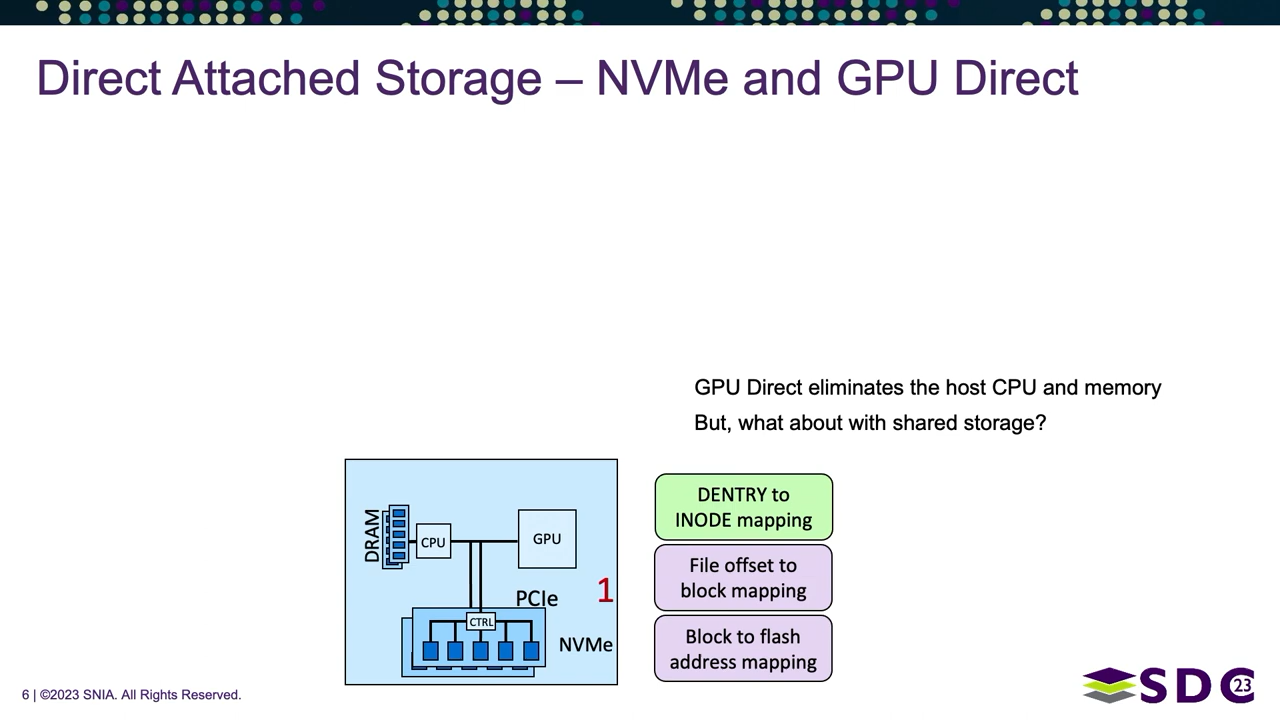 Direct Attached Storage – NVMe and GPU Direct
GPU Direct eliminates the host CPU and memory
But, what about with shared storage?
DRAM
CPU
GPU
PCIe
1
CTRL
NVMe
DENTRY to
INODE mapping
File offset to
block mapping
Block to flash
address mapping
6 | ©2023 SNIA. All Rights Reserved.
SDC 23